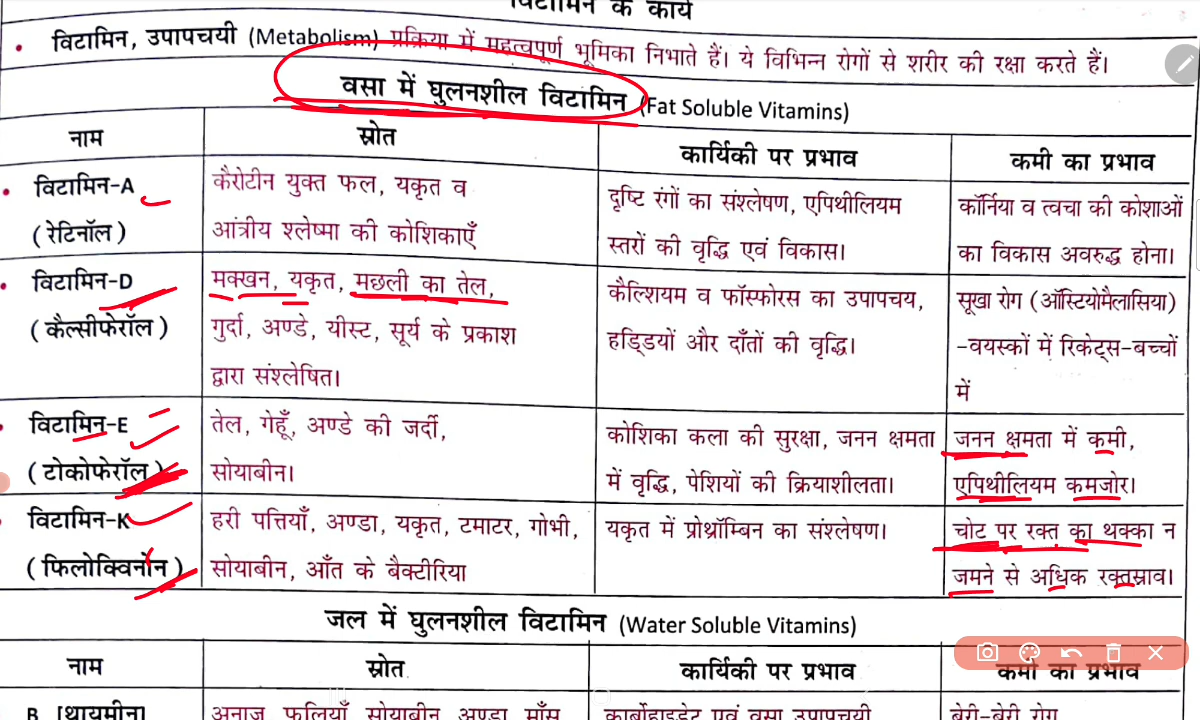 विटामिन के कार्य
• विटामिन, उपापचयी (Metabolism) प्रक्रिया में महत्वपूर्ण भूमिका निभाते हैं। ये विभिन्न रोगों से शरीर की रक्षा करते हैं।
वसा में घुलनशील विटामिन (Fat Soluble Vitamins)
नाम स्रोत कार्यिकी पर प्रभाव कमी का प्रभाव
• विटामिन-A कैरोटीन युक्त फल, यकृत व दृष्टि रंगों का संश्लेषण, एपिथीलियम कॉर्निया व त्वचा की कोशाओं
(रेटिनॉल) आंत्रीय श्लेष्मा की कोशिकाएँ स्तरों की वृद्धि एवं विकास। का विकास अवरुद्ध होना।
• विटामिन-D मक्खन, यकृत, मछली का तेल, कैल्शियम व फॉस्फोरस का उपापचय, सूखा रोग (ऑस्टियोमैलासिया)
(कैल्सीफेरॉल) गुर्दा, अण्डे, यीस्ट, सूर्य के प्रकाश हड्डियों और दाँतों की वृद्धि। -वयस्कों में रिकेट्स-बच्चों
द्वारा संश्लेषित। में
• विटामिन-E तेल, गेहूँ, अण्डे की जर्दी, कोशिका कला की सुरक्षा, जनन क्षमता जनन क्षमता में कमी,
(टोकोफेरॉल) सोयाबीन। में वृद्धि, पेशियों की क्रियाशीलता। एपिथीलियम कमजोर।
• विटामिन-K हरी पत्तियाँ, अण्डा, यकृत, टमाटर, गोभी, यकृत में प्रोथ्रॉम्बिन का संश्लेषण। चोट पर रक्त का थक्का न
(फिलोक्विनोन) सोयाबीन, आँत के बैक्टीरिया जमने से अधिक रक्तस्राव।
जल में घुलनशील विटामिन (Water Soluble Vitamins)
नाम स्रोत कार्यिकी पर प्रभाव कमी का प्रभाव
B [थायमीन] अनाज फलियाँ सोयाबीन अण्डा माँस कार्बोहाइड्रेट एवं वसा उपापचयी बेरी-बेरी रोग